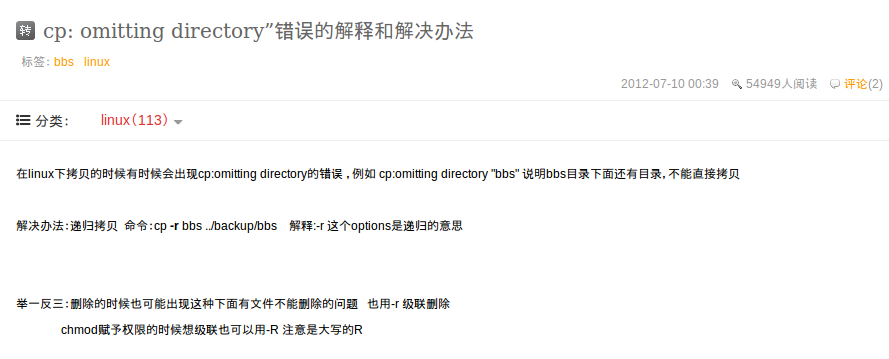 转 cp: omitting directory”错误的解释和解决办法
标签: bbs linux
2012-07-10 00:39 54949人阅读 评论(2)
分类: linux(113)
在linux下拷贝的时候有时候会出现cp:omitting directory的错误 , 例如 cp:omitting directory "bbs" 说明bbs目录下面还有目录, 不能直接拷贝
解决办法:递归拷贝 命令:cp -r bbs ../backup/bbs 解释:-r 这个options是递归的意思
举一反三:删除的时候也可能出现这种下面有文件不能删除的问题 也用-r 级联删除
chmod赋予权限的时候想级联也可以用-R 注意是大写的R